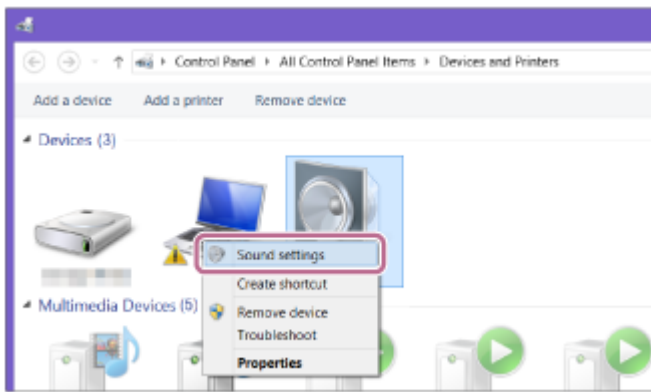 Control Panel ▸ All Control Panel Items ▸ Devices and Printers
Add a device Add a printer Remove device
Devices (3)
Sound settings
Create shortcut
Multimedia Devices (5)
Remove device
Troubleshoot
Properties